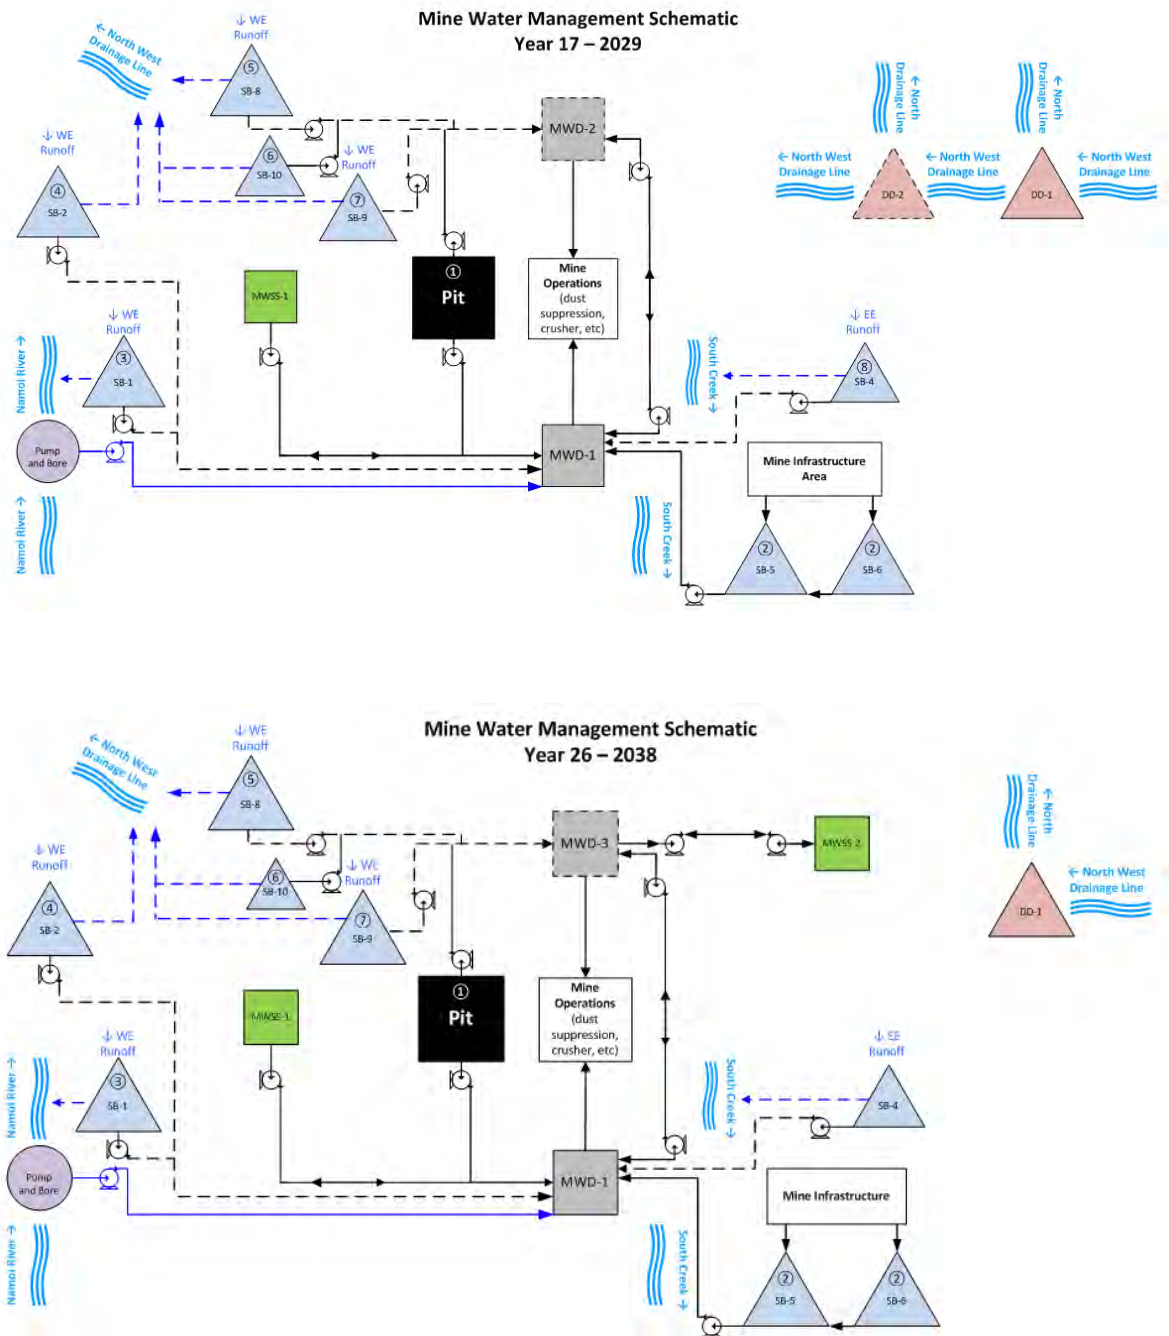 Mine Water Management Schematic
Year 17 – 2029
↓ WE
Runoff
← North West
Drainage Line
⑤
SB-8
↓ WE
Runoff
④
SB-2
⑥
SB-10
↓ WE
Runoff
⑦
SB-9
MWD-2
← North
Drainage Line
← North
Drainage Line
← North West
Drainage Line
DD-2
← North West
Drainage Line
DD-1
← North West
Drainage Line
MWSS-1
①
Pit
Mine
Operations
(dust
suppression,
crusher, etc)
↓ WE
Runoff
③
SB-1
Namoi River →
South Creek →
↓ EE
Runoff
⑧
SB-4
Pump
and Bore
MWD-1
Mine Infrastructure
Area
Namoi River →
South Creek →
②
SB-5
②
SB-6
Mine Water Management Schematic
Year 26 – 2038
↓ WE
Runoff
← North West
Drainage Line
⑤
SB-8
↓ WE
Runoff
④
SB-2
⑥
SB-10
↓ WE
Runoff
⑦
SB-9
MWD-3
MWSS-2
← North
Drainage Line
← North West
Drainage Line
DD-1
MWSS-1
①
Pit
Mine
Operations
(dust
suppression,
crusher, etc)
↓ WE
Runoff
③
SB-1
Namoi River →
South Creek →
↓ EE
Runoff
SB-4
Pump
and Bore
MWD-1
Mine Infrastructure
Namoi River →
South Creek →
②
SB-5
②
SB-6